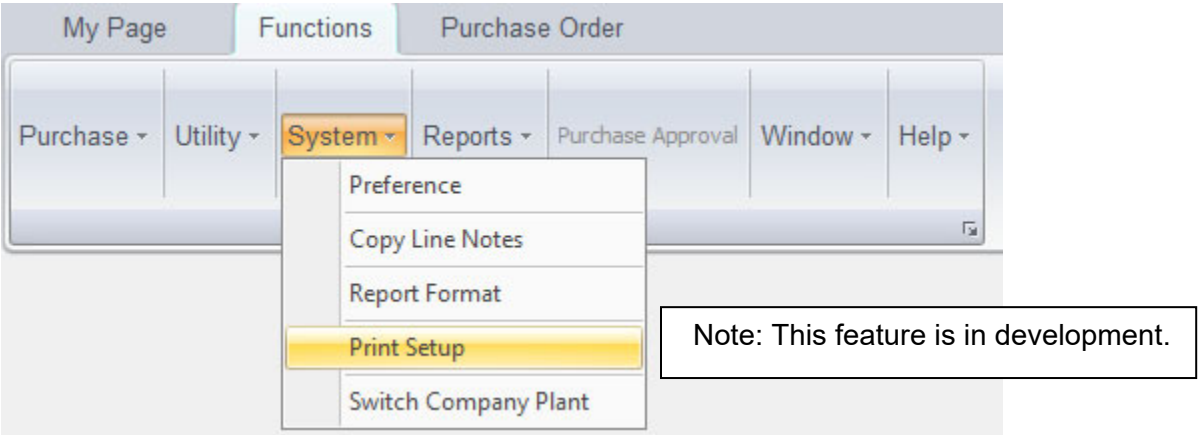 My Page Functions Purchase Order
Purchase Utility System Reports Purchase Approval Window Help
Preference
Copy Line Notes
Report Format
Print Setup
Note: This feature is in development.
Switch Company Plant